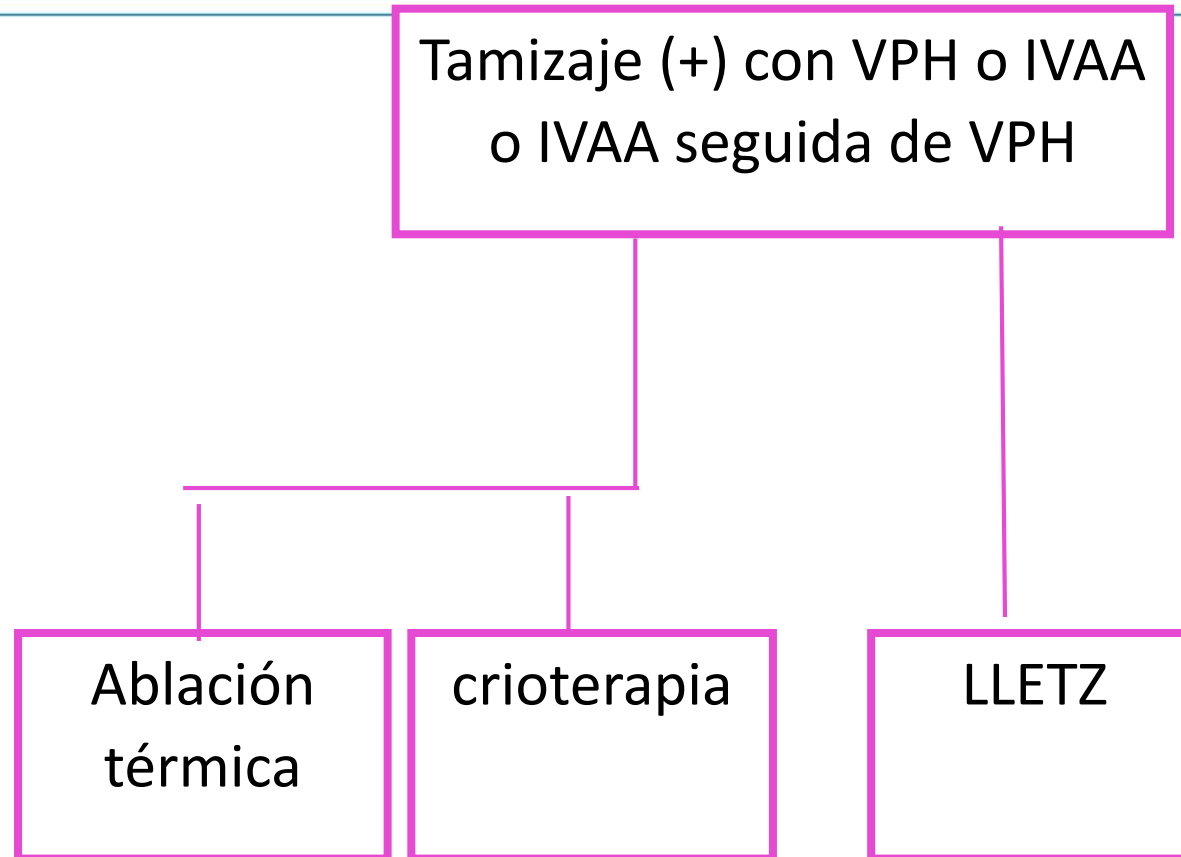 Tamizaje (+) con VPH o IVAA
o IVAA seguida de VPH
Ablación
térmica
crioterapia
LLETZ